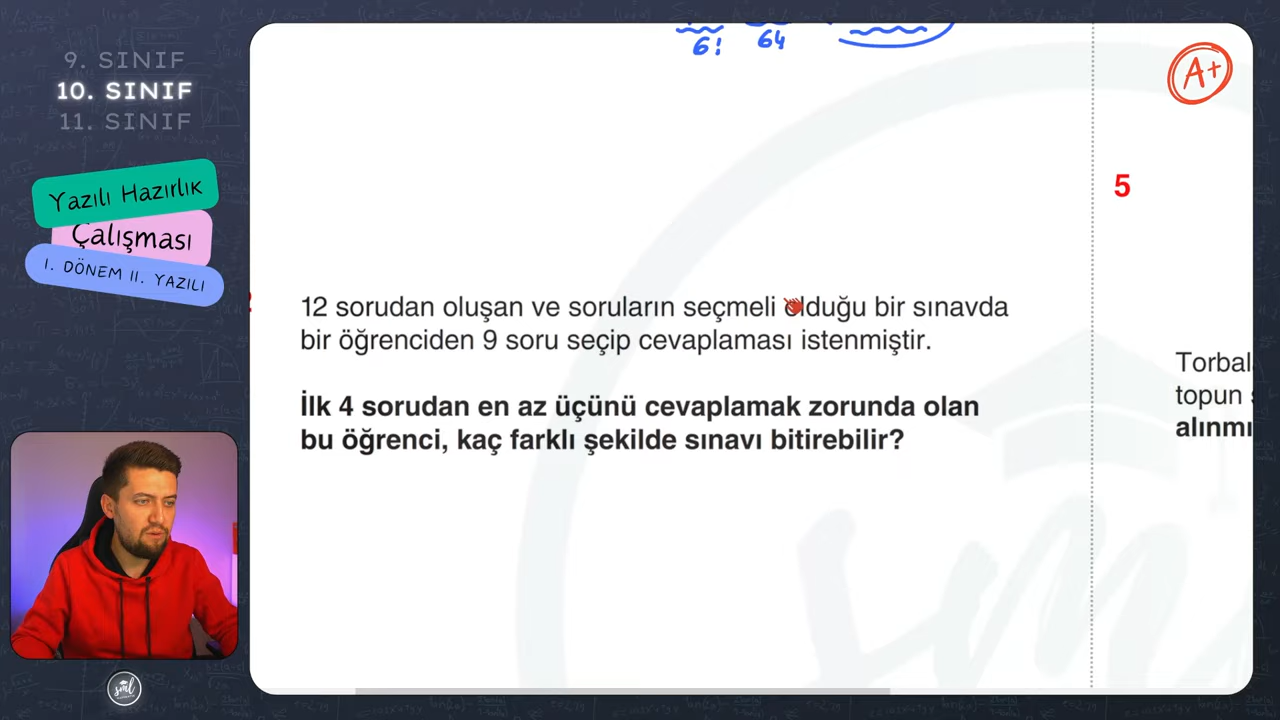 9. SINIF
10. SINIF
11. SINIF
Yazılı Hazırlık
Çalışması
I. DÖNEM II. YAZILI
sml
6!
64
A+
12 sorudan oluşan ve soruların seçmeli olduğu bir sınavda
bir öğrenciden 9 soru seçip cevaplaması istenmiştir.
İlk 4 sorudan en az üçünü cevaplamak zorunda olan
bu öğrenci, kaç farklı şekilde sınavı bitirebilir?
5
Torbal
topun
alınmı